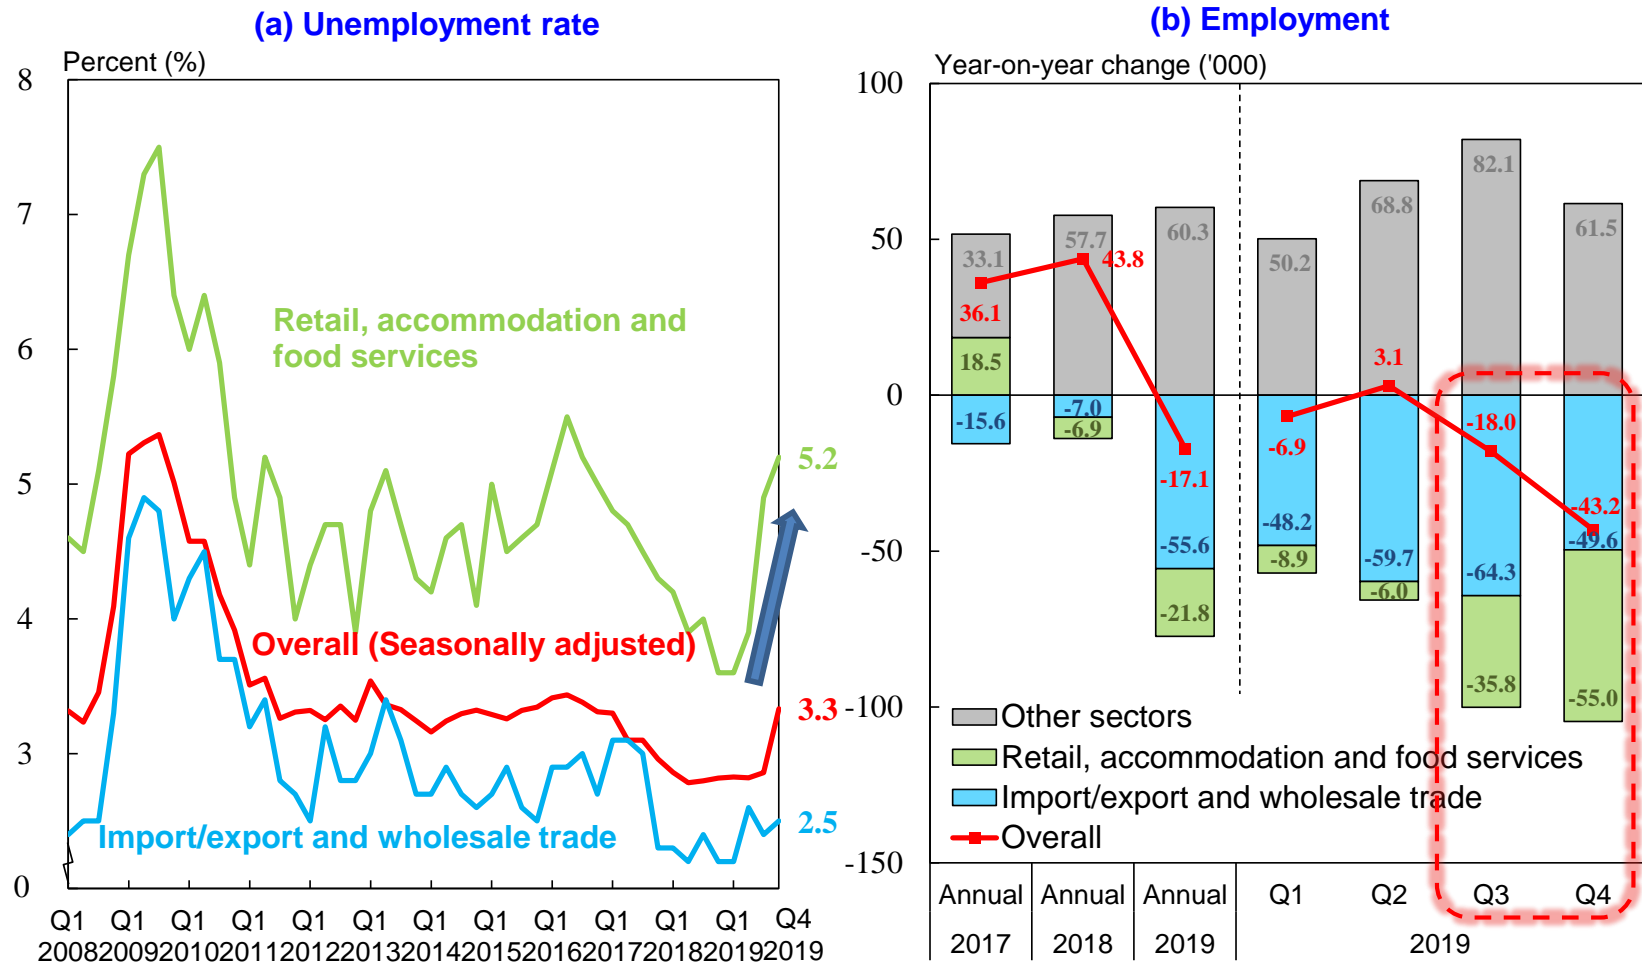 (a) Unemployment rate
Percent (%)
8
7
6
5
4
3
0
Retail, accommodation and
food services
Overall (Seasonally adjusted)
Import/export and wholesale trade
5.2
3.3
2.5
Q1 Q1 Q1 Q1 Q1 Q1 Q1 Q1 Q1 Q1 Q1 Q1 Q4
2008 2009 2010 2011 2012 2013 2014 2015 2016 2017 2018 2019 2019
(b) Employment
Year-on-year change ('000)
100
50
0
-50
-100
-150
33.1
36.1
18.5
-15.6
57.7
43.8
-7.0
-6.9
60.3
-17.1
-55.6
-21.8
50.2
-6.9
-48.2
-8.9
68.8
3.1
-59.7
-6.0
82.1
-18.0
-64.3
-35.8
61.5
-43.2
-49.6
-55.0
Other sectors
Retail, accommodation and food services
Import/export and wholesale trade
Overall
Annual Annual Annual Q1 Q2 Q3 Q4
2017 2018 2019 2019